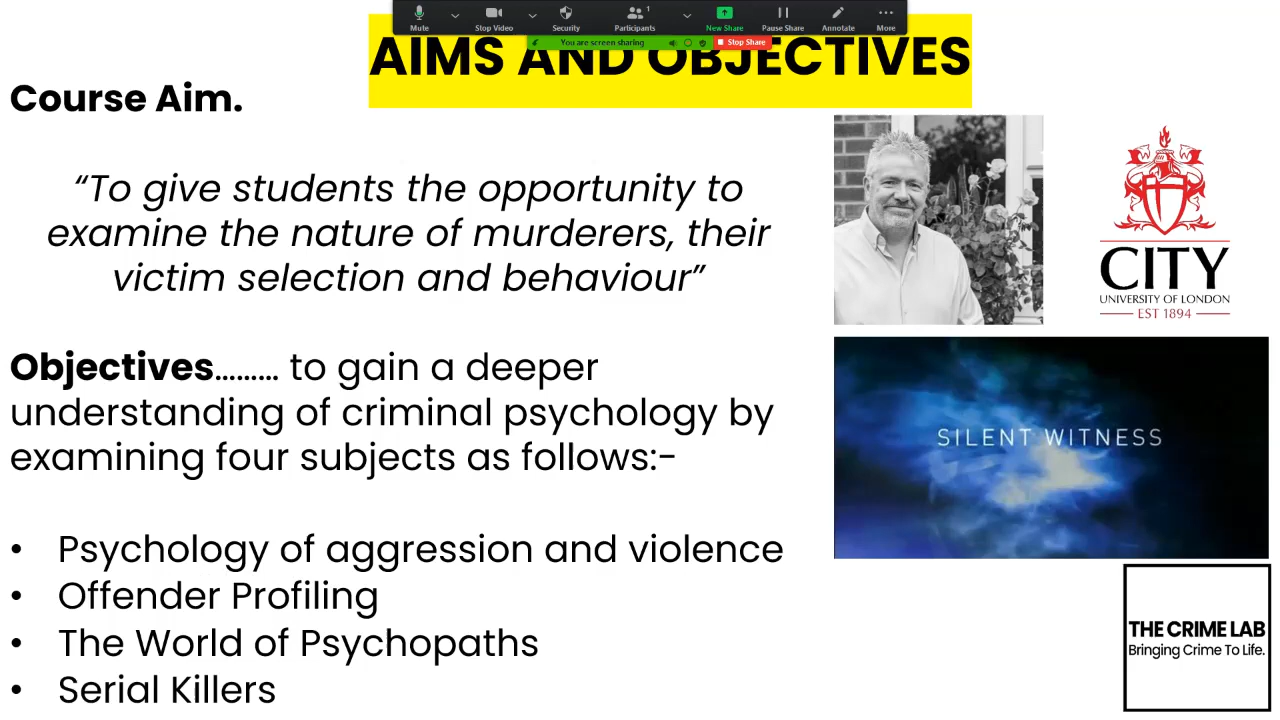 1
Mute
Stop Video
Security
Participants
New Share
Pause Share
Annotate
More
You are screen sharing
Stop Share
AIMS AND OBJECTIVES
Course Aim.
“To give students the opportunity to
examine the nature of murderers, their
victim selection and behaviour”
Objectives……… to gain a deeper
understanding of criminal psychology by
examining four subjects as follows:-
• Psychology of aggression and violence
• Offender Profiling
• The World of Psychopaths
• Serial Killers
CITY
UNIVERSITY OF LONDON
EST 1894
SILENT WITNESS
THE CRIME LAB
Bringing Crime To Life.